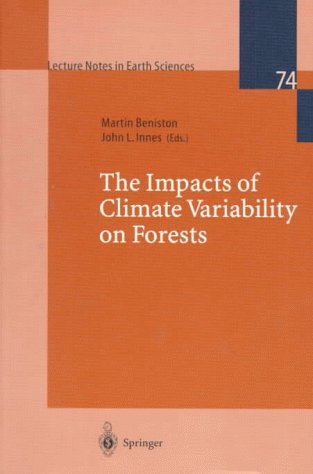 Lecture Notes in Earth Sciences
74
Martin Beniston
John L. Innes (Eds.)
The Impacts of
Climate Variability
on Forests
Springer